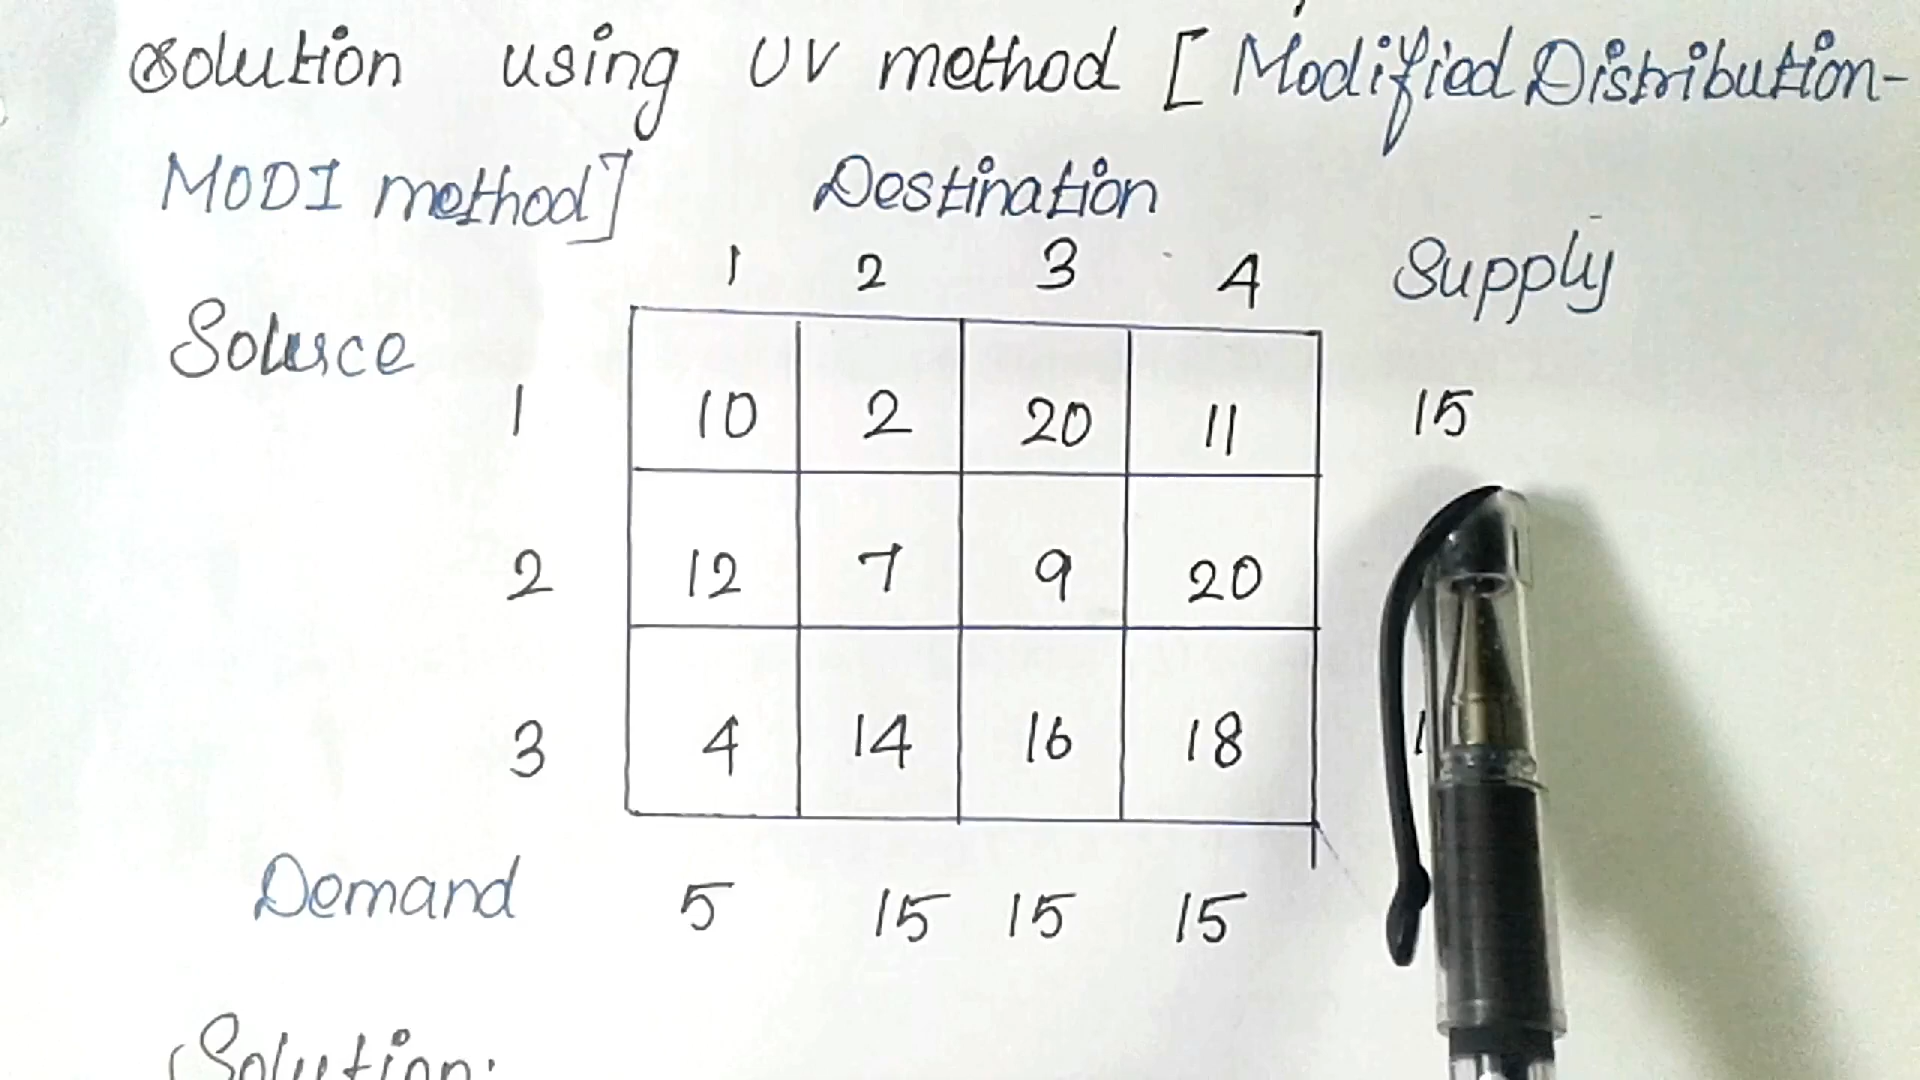 solution using UV method [Modified Distribution-
MODI method]
Destination
1 2 3 4 Supply
Source
1 10 2 20 11 15
2 12 7 9 20
3 4 14 16 18
Demand 5 15 15 15
Solution: